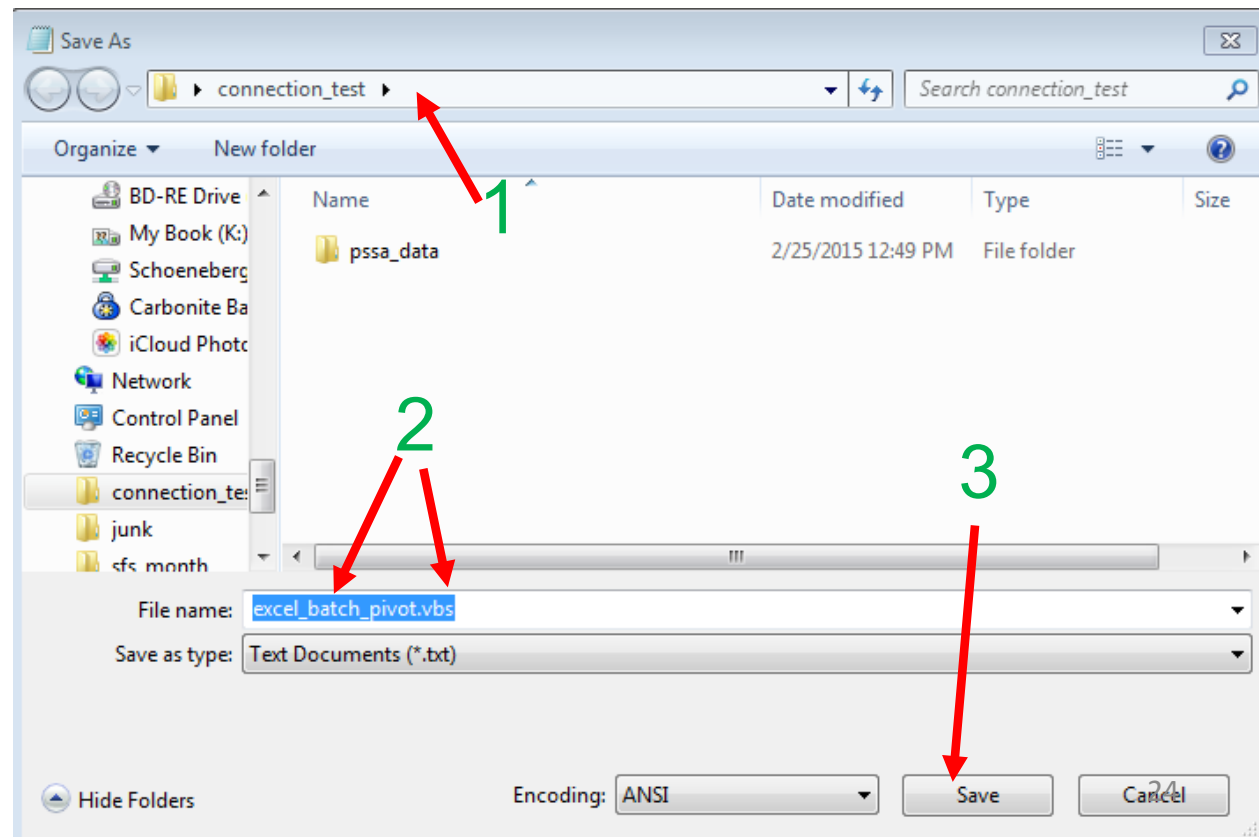 Save As
connection_test
Search connection_test
Organize
New folder
1
BD-RE Drive
Name
Date modified
Type
Size
My Book (K:)
pssa_data
2/25/2015 12:49 PM
File folder
Schoeneberg
Carbonite Ba
iCloud Photo
Network
Control Panel
2
Recycle Bin
3
connection_te
junk
sfs_month
File name:
excel_batch_pivot.vbs
Save as type:
Text Documents (*.txt)
Hide Folders
Encoding:
ANSI
Save
Cancel
24